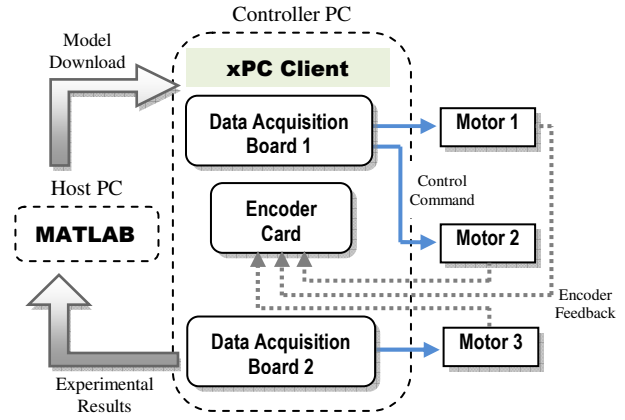 Controller PC
Model
Download
xPC Client
Data Acquisition
Board 1
Motor 1
Host PC
MATLAB
Encoder
Card
Control
Command
Motor 2
Encoder
Feedback
Data Acquisition
Board 2
Motor 3
Experimental
Results